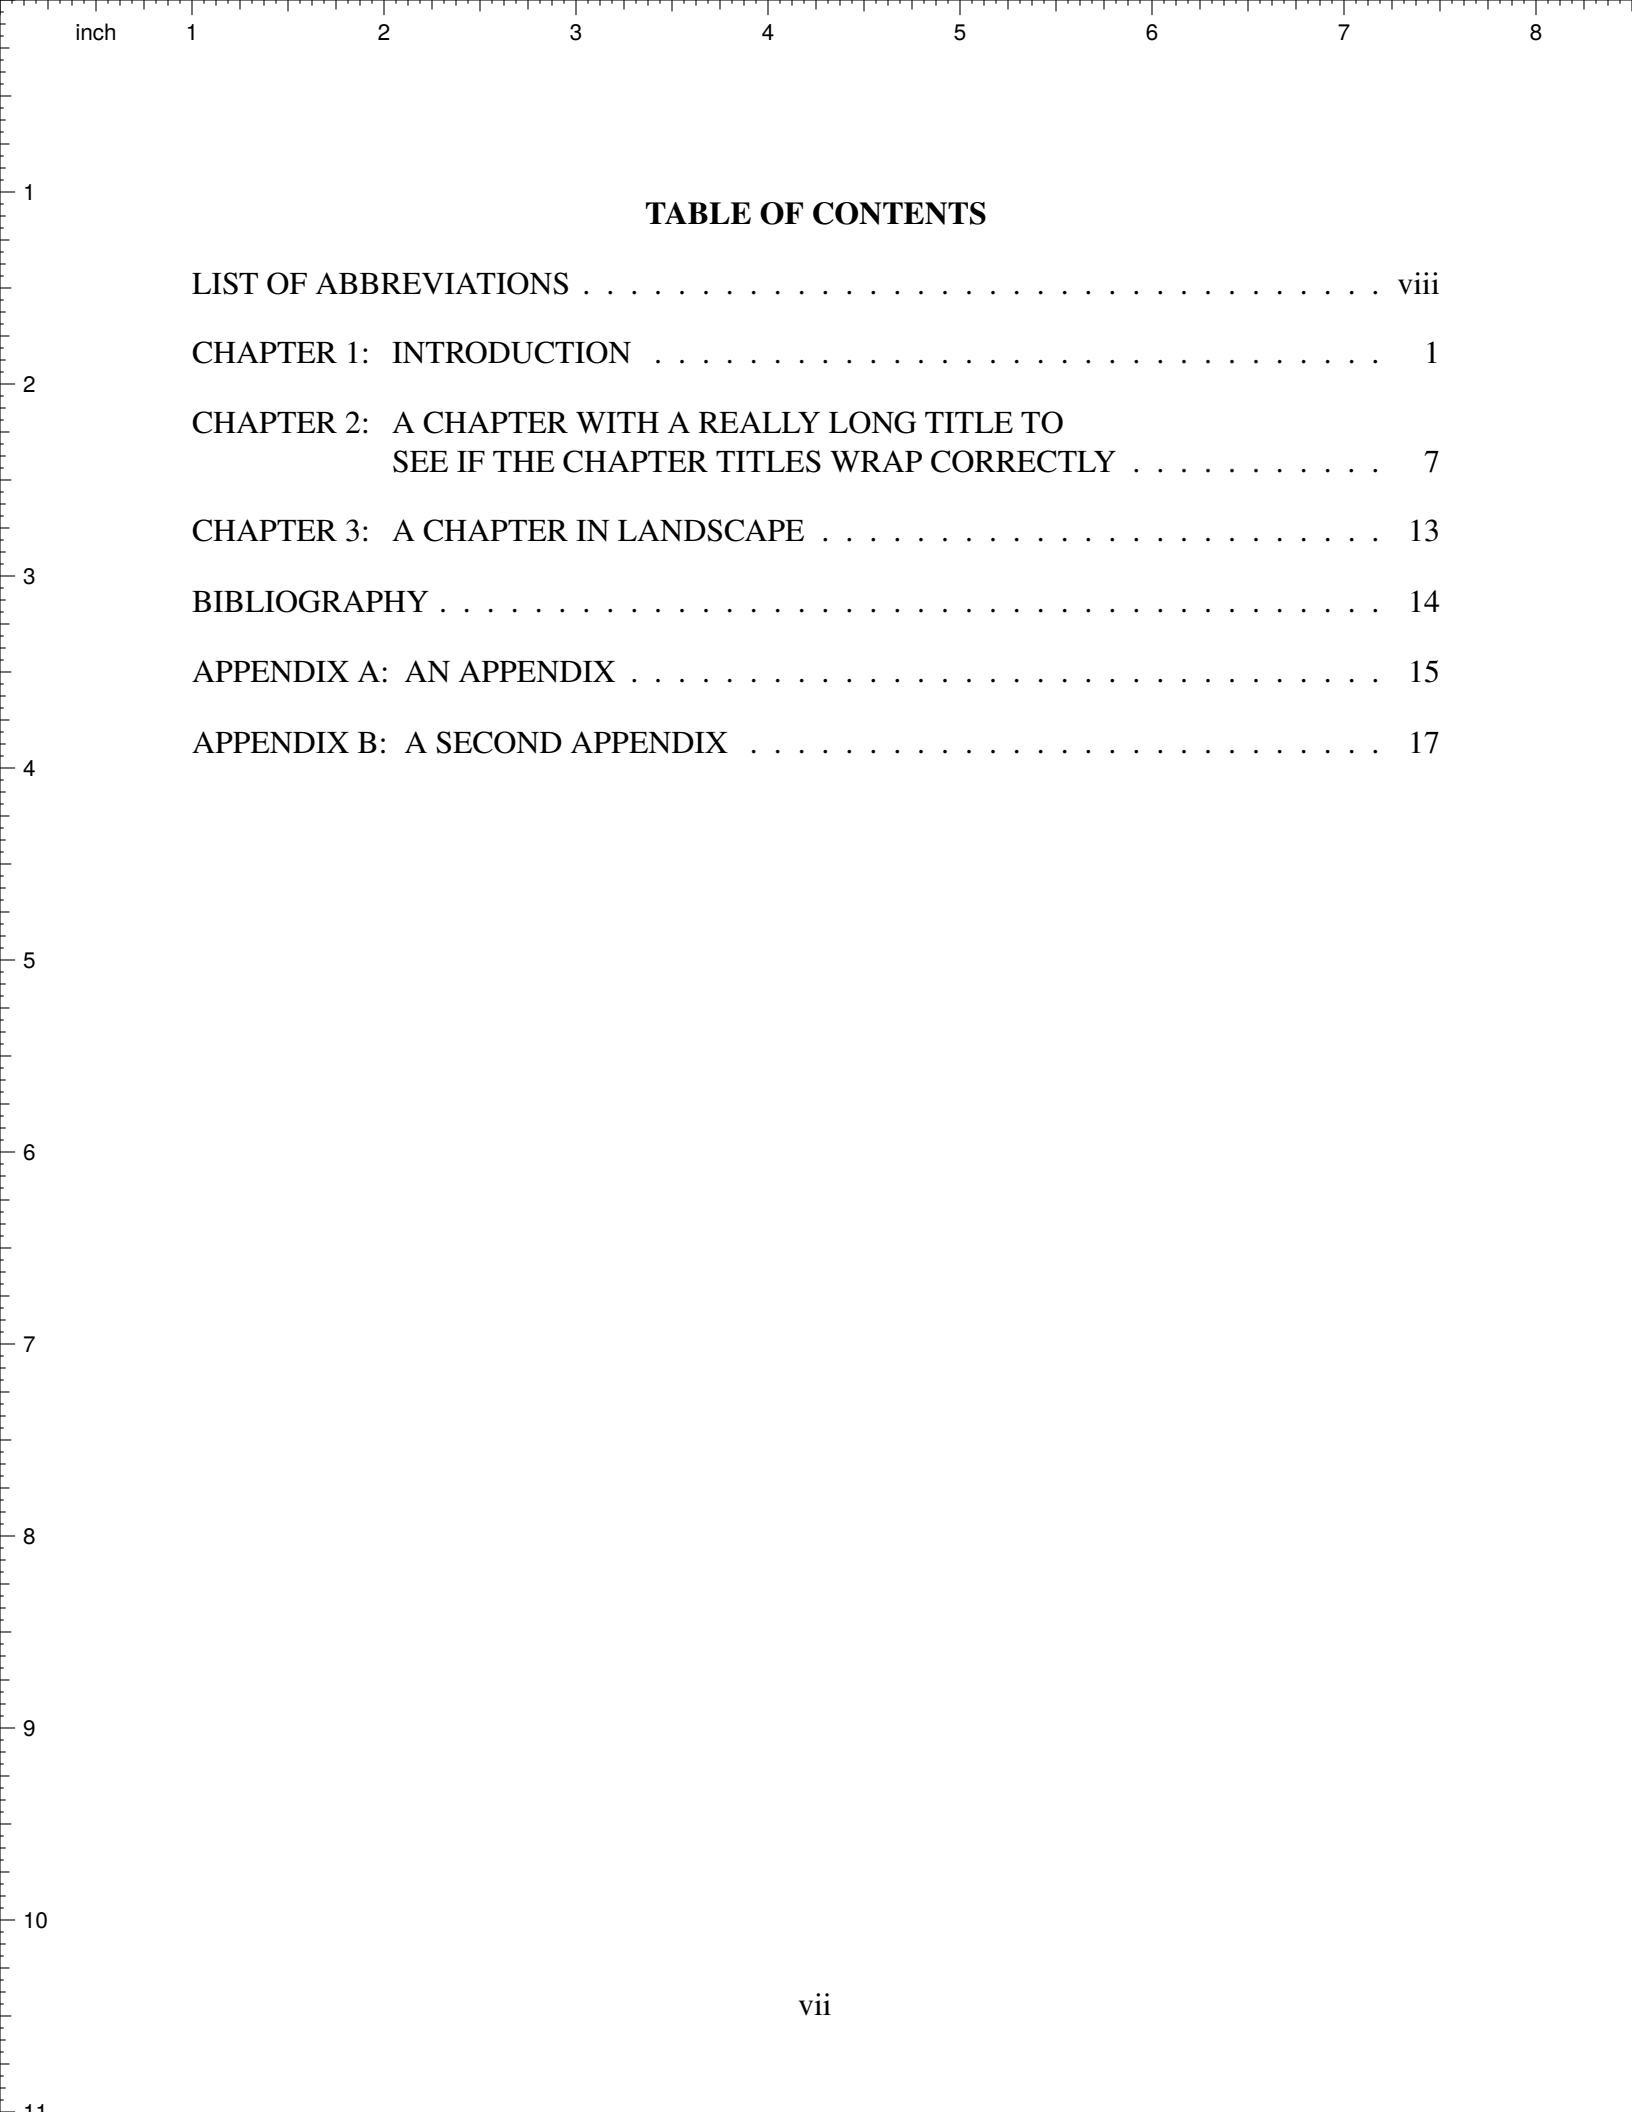 inch 1 2 3 4 5 6 7 8
1
TABLE OF CONTENTS
LIST OF ABBREVIATIONS . . . . . . . . . . . . . . . . . . . . . . . . . . . . . . . . . . viii
CHAPTER 1: INTRODUCTION . . . . . . . . . . . . . . . . . . . . . . . . . . . . . . . 1
2
CHAPTER 2: A CHAPTER WITH A REALLY LONG TITLE TO
SEE IF THE CHAPTER TITLES WRAP CORRECTLY . . . . . . . . . . . 7
CHAPTER 3: A CHAPTER IN LANDSCAPE . . . . . . . . . . . . . . . . . . . . . . . . 13
3
BIBLIOGRAPHY . . . . . . . . . . . . . . . . . . . . . . . . . . . . . . . . . . . . . . . . 14
APPENDIX A: AN APPENDIX . . . . . . . . . . . . . . . . . . . . . . . . . . . . . . . . 15
APPENDIX B: A SECOND APPENDIX . . . . . . . . . . . . . . . . . . . . . . . . . . . 17
4
5
6
7
8
9
10
vii
11